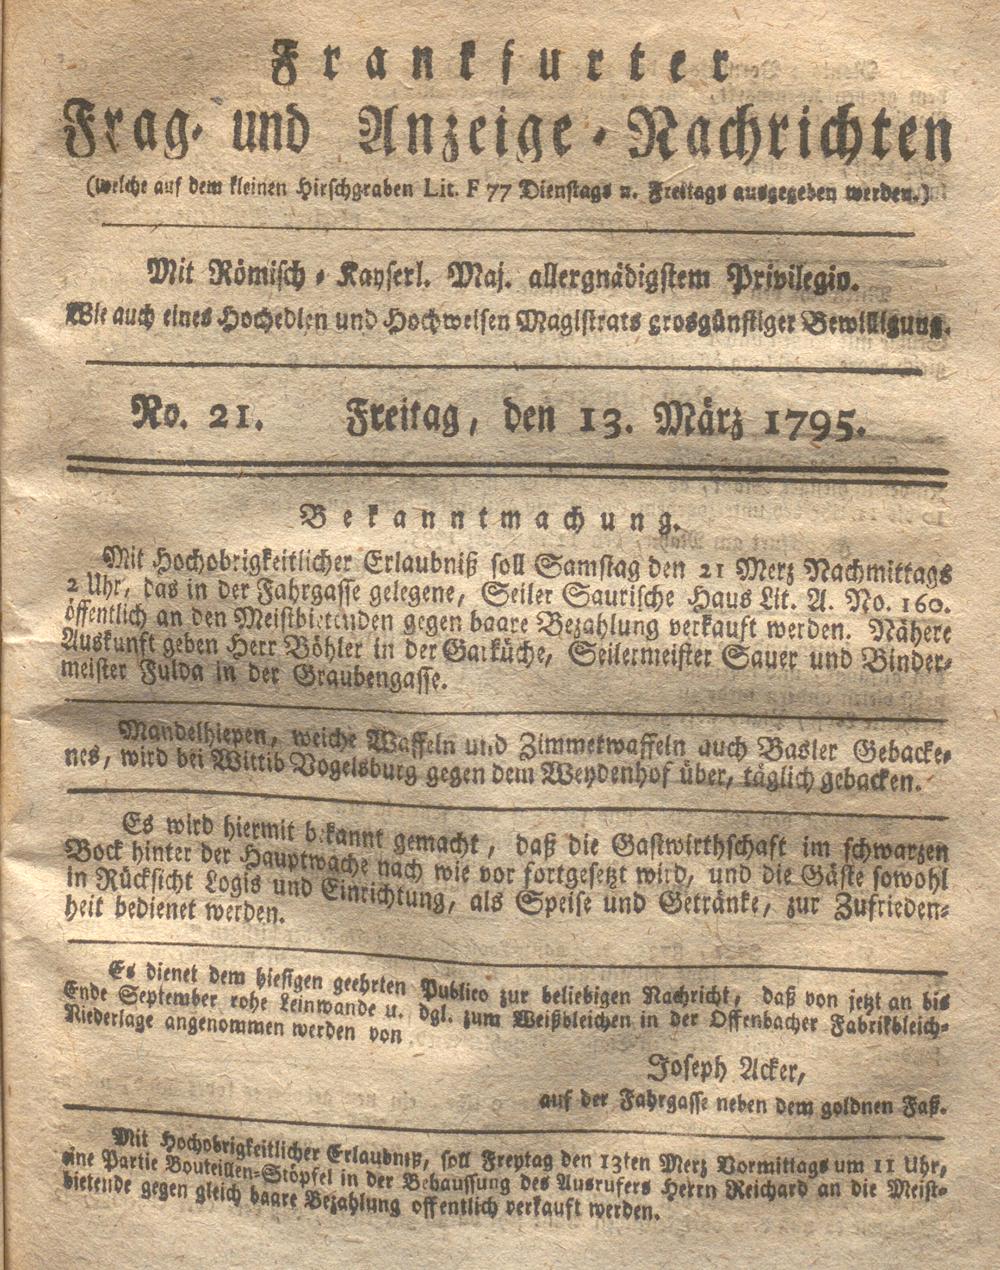 Frankfurter
Frag- und Anzeige-Nachrichten
(welche auf dem kleinen Hirschgraben Lit. F 77 Dienstags u. Freitags ausgegeben werden.)
Mit Römisch-Kayserl. Maj. allergnädigstem Privilegio.
Wie auch eines Hochedlen und Hochweisen Magistrats grosgünstiger Bewilligung.
No. 21. Freitag, den 13. März 1795.
Bekanntmachung.
Mit Hochobrigkeitlicher Erlaubniß soll Samstag den 21 Merz Nachmittags
2 Uhr, das in der Fahrgasse gelegene, Seiler Saurische Haus Lit. A. No. 160.
öffentlich an den Meistbietenden gegen baare Bezahlung verkauft werden. Nähere
Auskunft geben Herr Böhler in der Garküche, Seilermeister Sauer und Binder-
meister Fulda in der Graubengasse.
Mandelhiepen, weiche Waffeln und Zimmetwaffeln auch Basler Gebacke-
nes, wird bei Wittib Vogelsburg gegen dem Weydenhof über, täglich gebacken.
Es wird hiermit bekannt gemacht, daß die Gastwirthschaft im schwarzen
Bock hinter der Hauptwache nach wie vor fortgesetzt wird, und die Gäste sowohl
in Rücksicht Logis und Einrichtung, als Speise und Getränke, zur Zufrieden-
heit bedienet werden.
Es dienet dem hiesigen geehrten Publico zur beliebigen Nachricht, daß von jetzt an bis
Ende September rohe Leinwande u. dgl. zum Weißbleichen in der Offenbacher Fabrikbleich-
Niederlage angenommen werden von
Joseph Acker,
auf der Fahrgasse neben dem goldnen Faß.
Mit Hochobrigkeitlicher Erlaubniß, soll Freytag den 13ten Merz Vormittags um 11 Uhr,
eine Partie Bouteillen-Stöpfel in der Behaussung des Ausrufers Herrn Reichard an die Meist-
bietende gegen gleich baare Bezahlung offentlich verkauft werden.